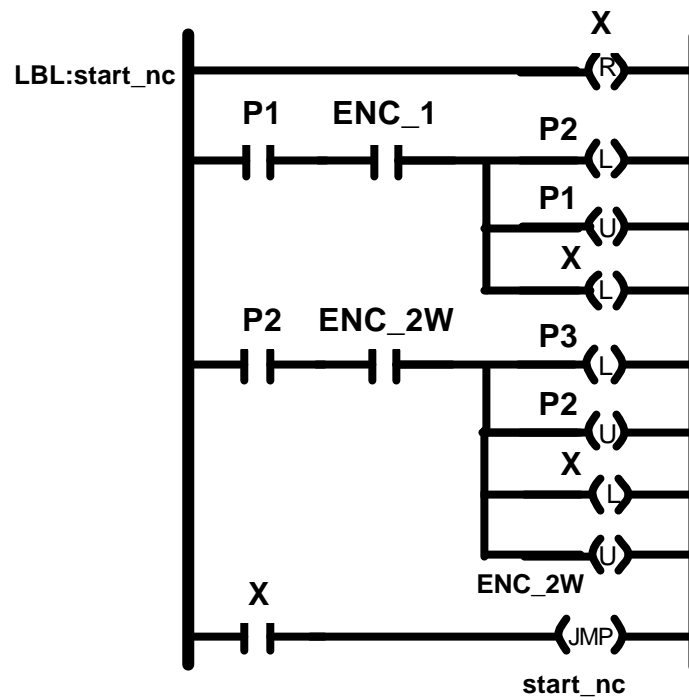 X
LBL:start_nc
R
P1 ENC_1
P2
L
P1
U
X
L
P2 ENC_2W
P3
L
P2
U
X
L
U
ENC_2W
X
JMP
start_nc